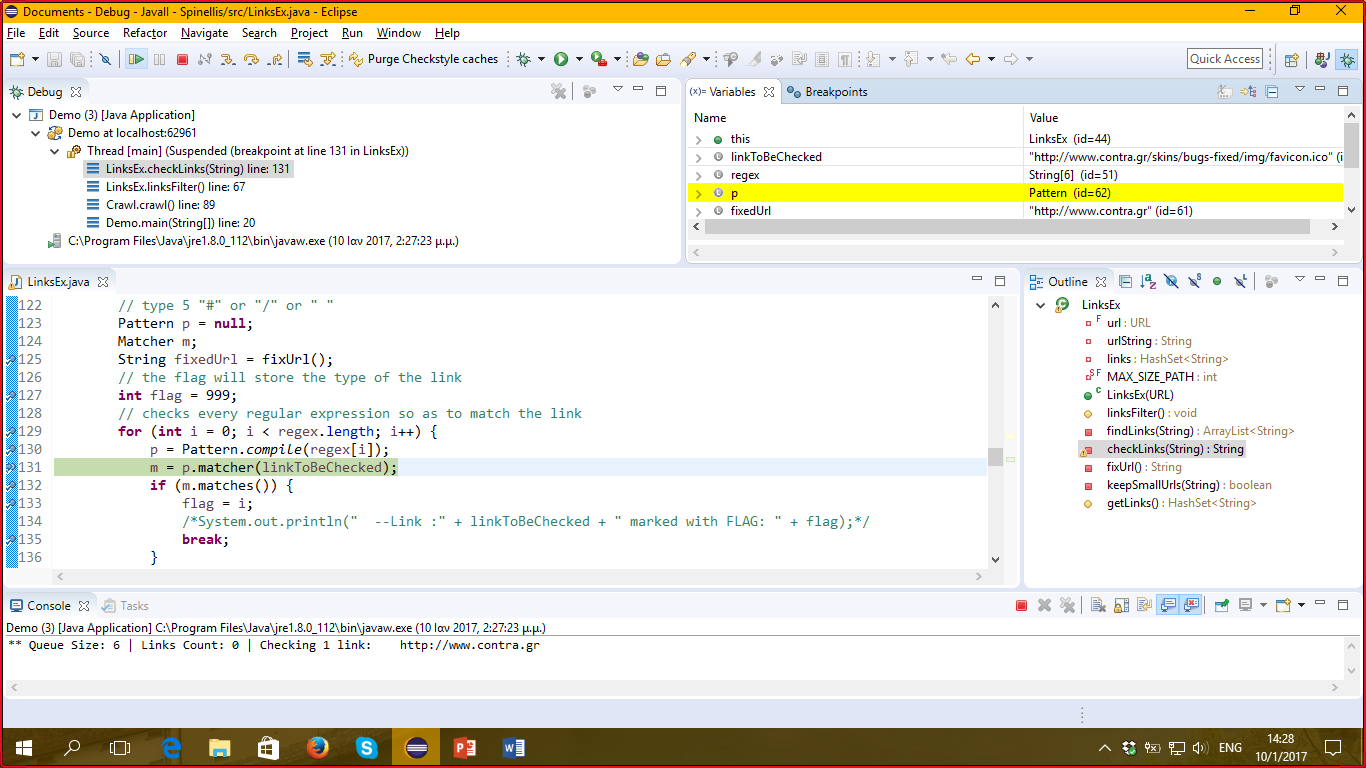 Documents - Debug - Javall - Spinellis/src/LinksEx.java - Eclipse
File Edit Source Refactor Navigate Search Project Run Window Help
Purge Checkstyle caches
Quick Access
Debug
Demo (3) [Java Application]
Demo at localhost:62961
Thread [main] (Suspended (breakpoint at line 131 in LinksEx))
LinksEx.checkLinks(String) line: 131
LinksEx.linksFilter() line: 67
Crawl.crawl() line: 89
Demo.main(String[]) line: 20
C:\Program Files\Java\jre1.8.0_112\bin\javaw.exe (10 Ιαν 2017, 2:27:23 μ.μ.)
(x)= Variables Breakpoints
Name Value
this LinksEx (id=44)
linkToBeChecked "http://www.contra.gr/skins/bugs-fixed/img/favicon.ico" (i
regex String[6] (id=51)
p Pattern (id=62)
fixedUrl "http://www.contra.gr" (id=61)
LinksEx.java
122 // type 5 "#" or "/" or " "
123 Pattern p = null;
124 Matcher m;
125 String fixedUrl = fixUrl();
126 // the flag will store the type of the link
127 int flag = 999;
128 // checks every regular expression so as to match the link
129 for (int i = 0; i < regex.length; i++) {
130 p = Pattern.compile(regex[i]);
131 m = p.matcher(linkToBeChecked);
132 if (m.matches()) {
133 flag = i;
134 /*System.out.println("  --Link :" + linkToBeChecked + " marked with FLAG: " + flag);*/
135 break;
136 }
Outline
LinksEx
url : URL
urlString : String
links : HashSet<String>
MAX_SIZE_PATH : int
LinksEx(URL)
linksFilter() : void
findLinks(String) : ArrayList<String>
checkLinks(String) : String
fixUrl() : String
keepSmallUrls(String) : boolean
getLinks() : HashSet<String>
Console Tasks
Demo (3) [Java Application] C:\Program Files\Java\jre1.8.0_112\bin\javaw.exe (10 Ιαν 2017, 2:27:23 μ.μ.)
** Queue Size: 6 | Links Count: 0 | Checking 1 link:    http://www.contra.gr
ENG
14:28
10/1/2017